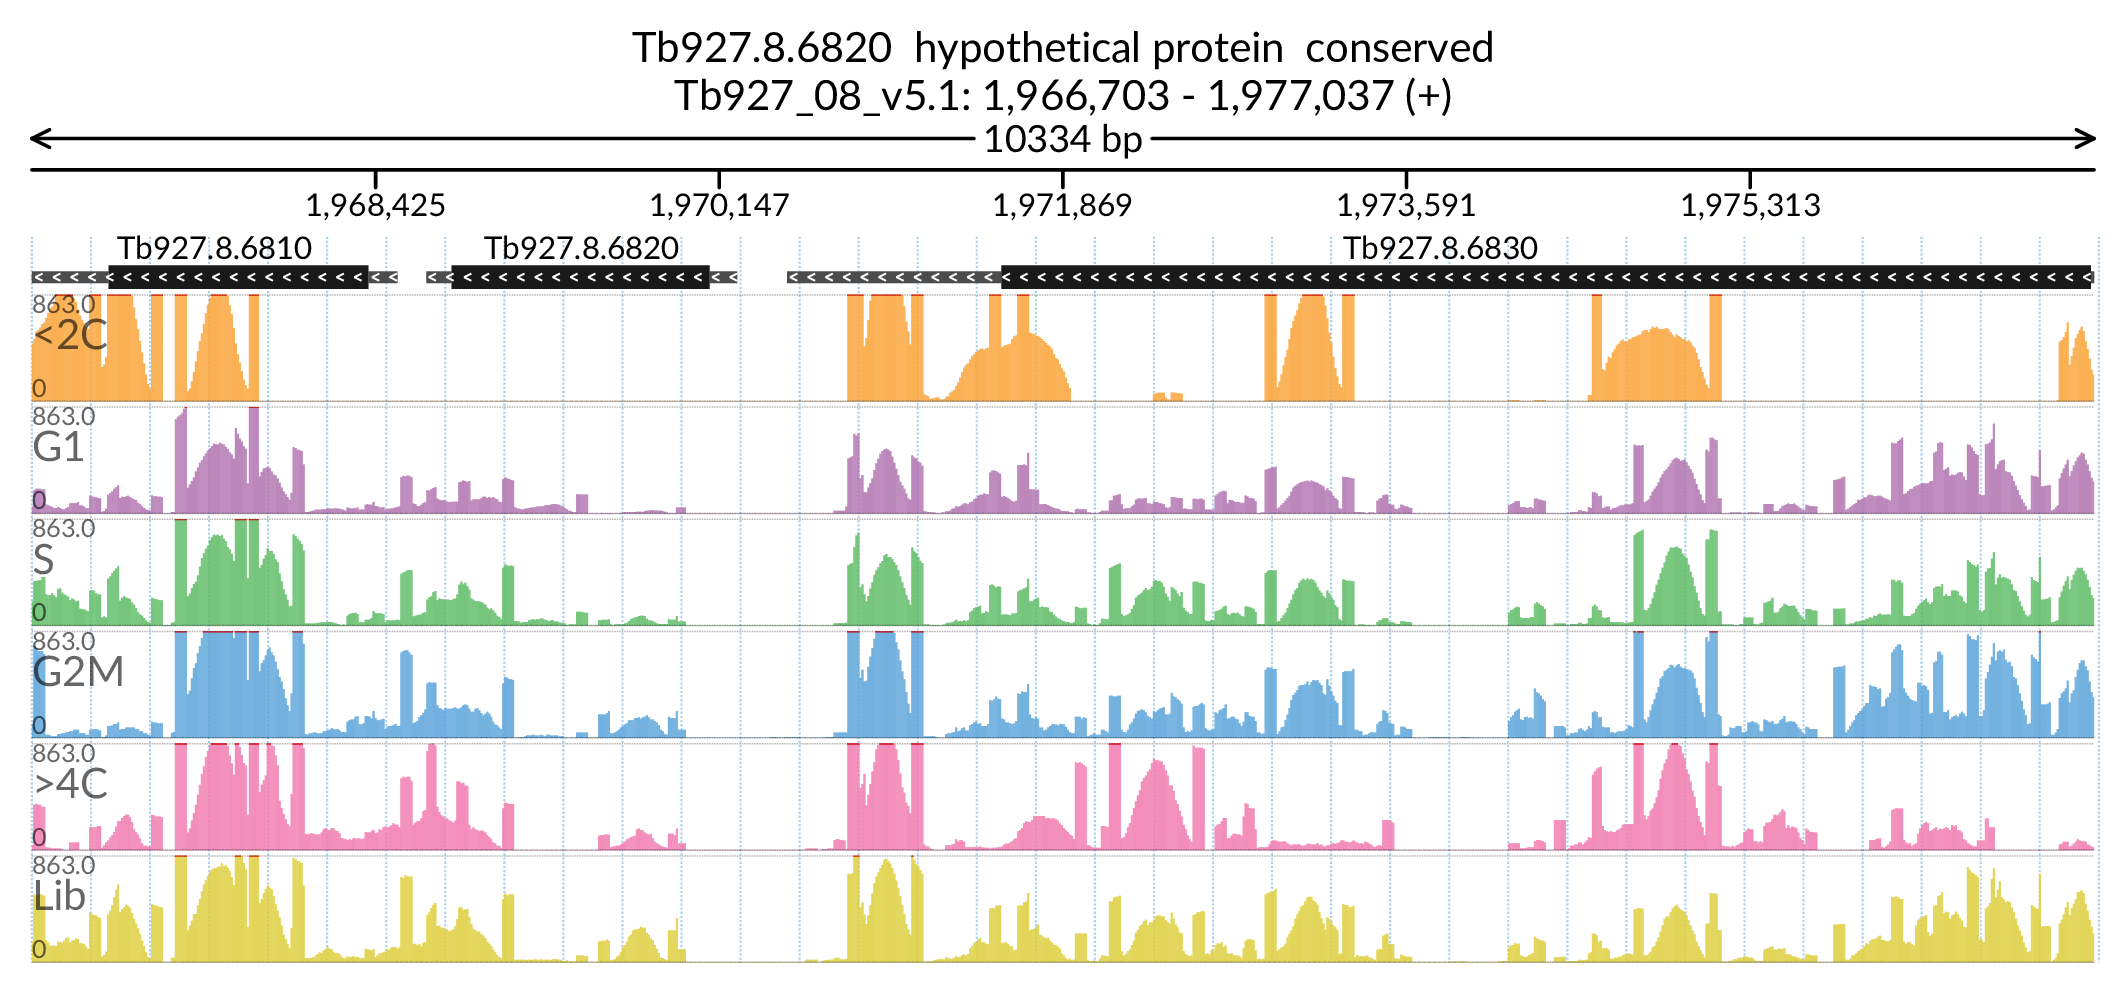 Tb927.8.6820 hypothetical protein conserved
Tb927_08_v5.1: 1,966,703 - 1,977,037 (+)
10334 bp
1,968,425 1,970,147 1,971,869 1,973,591 1,975,313
Tb927.8.6810 Tb927.8.6820 Tb927.8.6830
863.0
<2C
0
863.0
G1
0
863.0
S
0
863.0
G2M
0
863.0
>4C
0
863.0
Lib
0